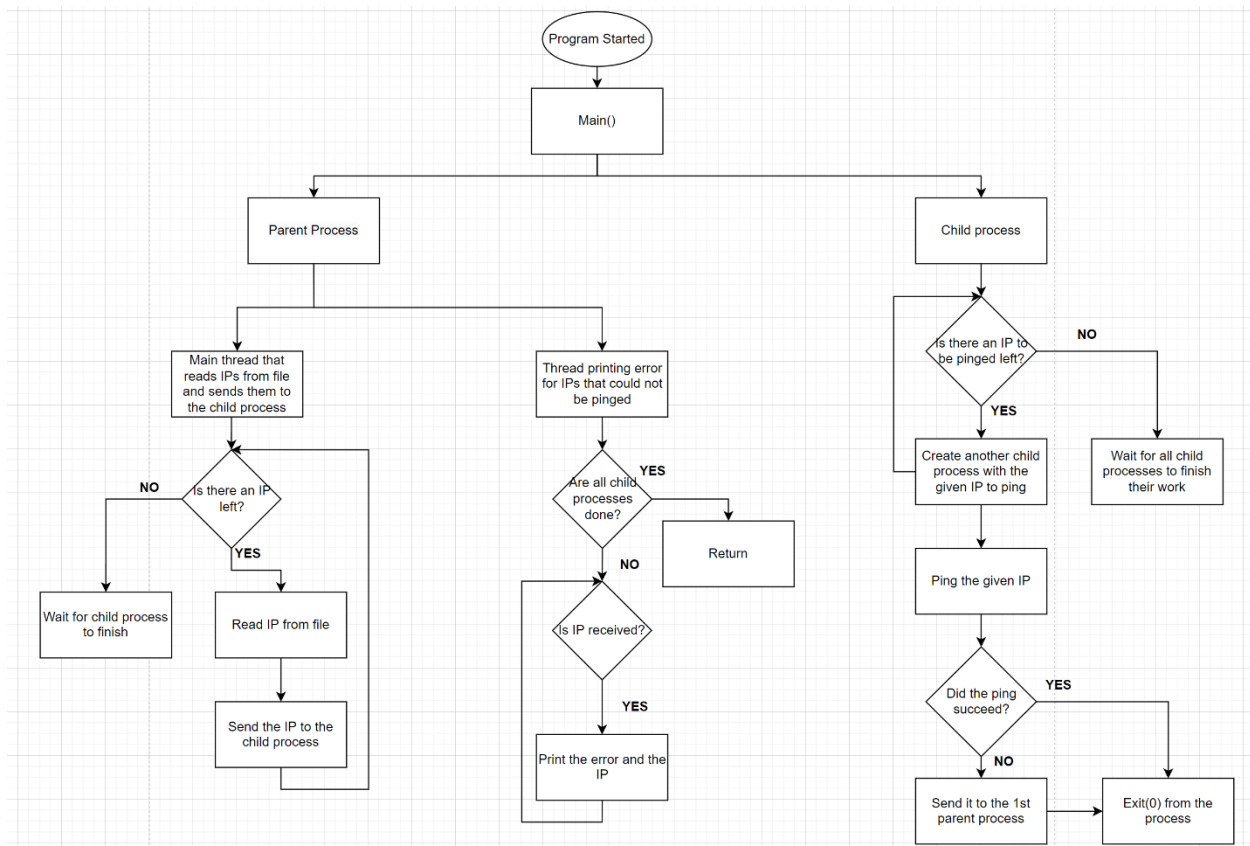 Program Started
Main()
Parent Process
Child process
Main thread that
reads IPs from file
and sends them to
the child process
Thread printing error
for IPs that could not
be pinged
Is there an IP to
be pinged left?
NO
YES
Is there an IP
left?
NO
YES
Are all child
processes
done?
YES
NO
Create another child
process with the
given IP to ping
Wait for all child
processes to finish
their work
Return
Wait for child process
to finish
Read IP from file
Is IP received?
YES
Ping the given IP
Send the IP to the
child process
Print the error and the
IP
Did the ping
succeed?
YES
NO
Send it to the 1st
parent process
Exit(0) from the
process